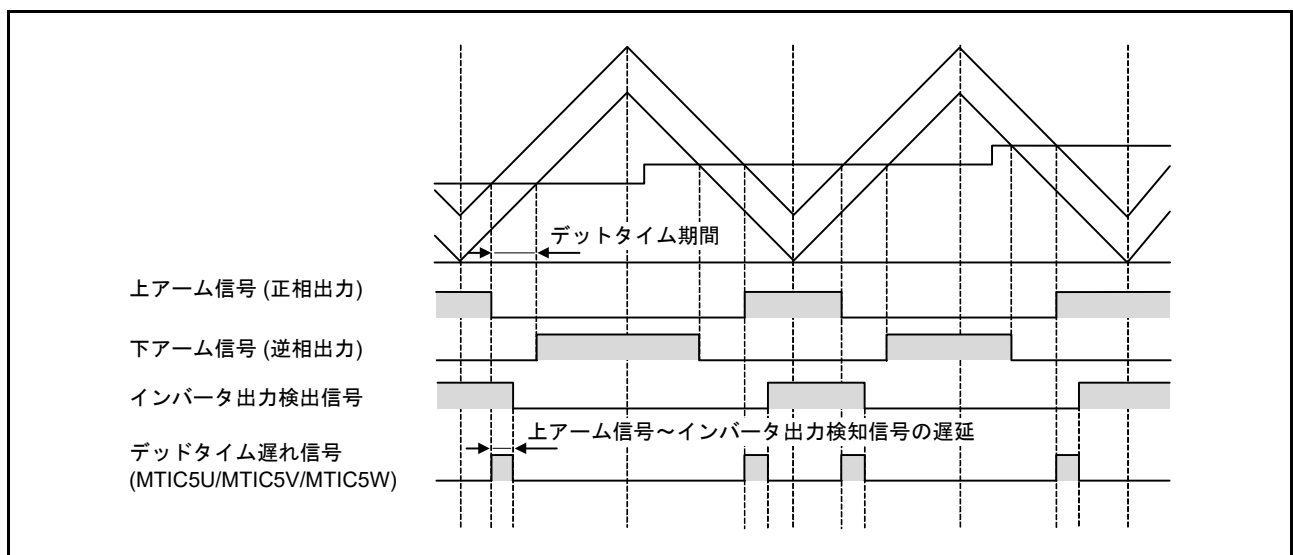 デットタイム期間
上アーム信号 (正相出力)
下アーム信号 (逆相出力)
インバータ出力検出信号
上アーム信号～インバータ出力検知信号の遅延
デッドタイム遅れ信号
(MTIC5U/MTIC5V/MTIC5W)